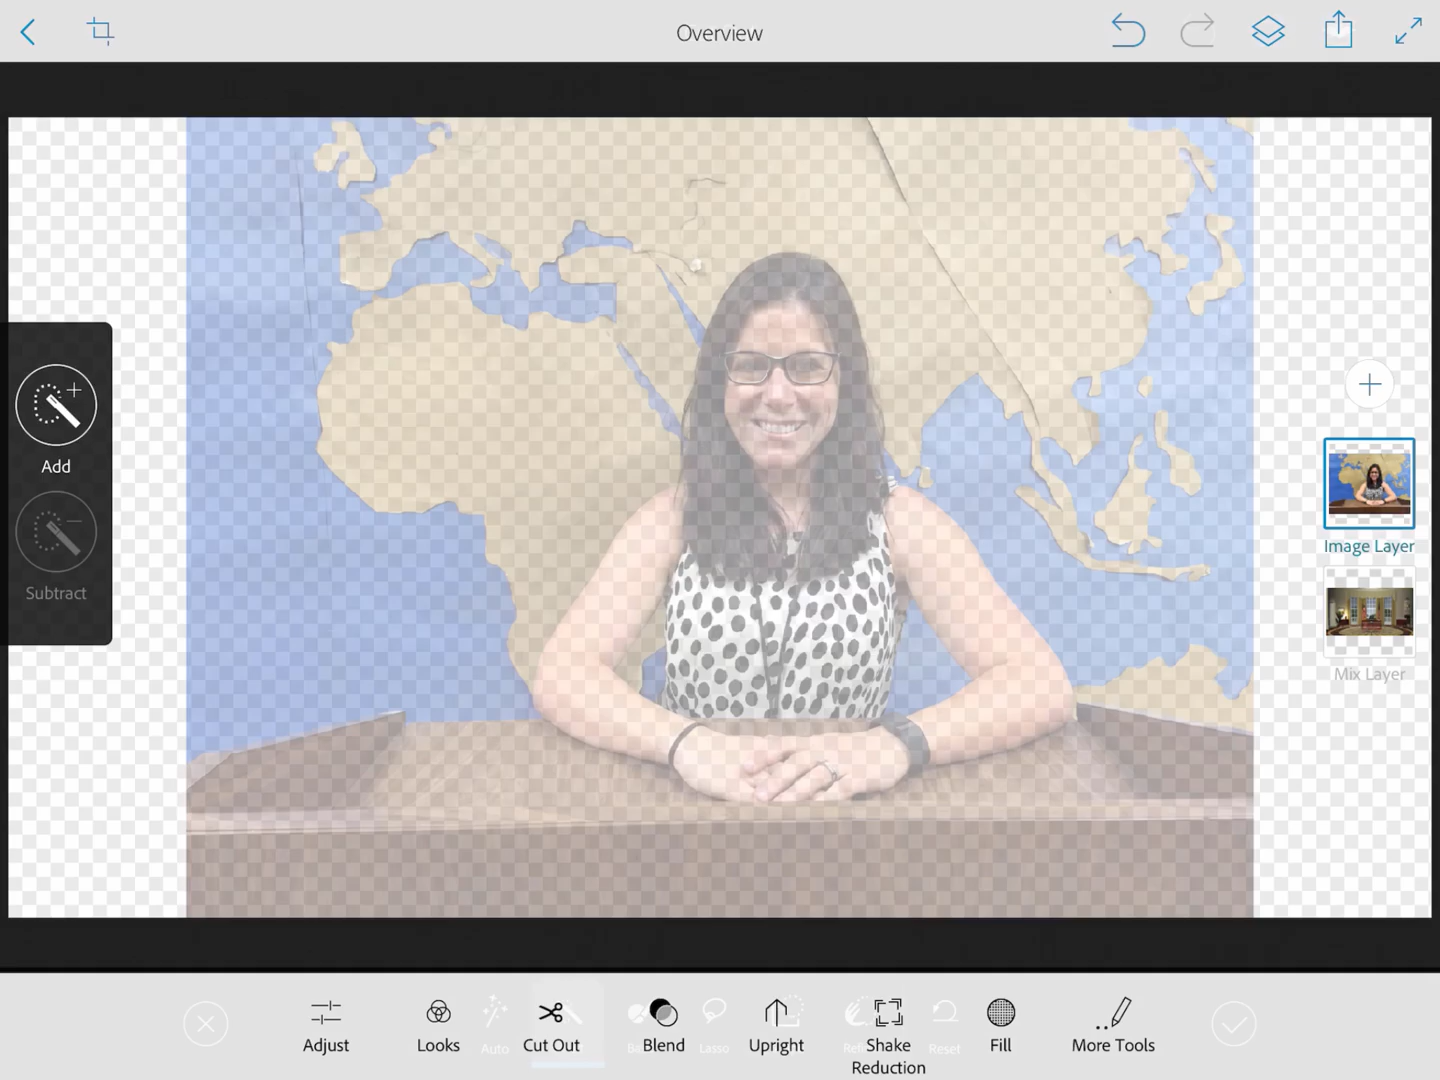 Overview
Add
Subtract
Image Layer
Mix Layer
Adjust
Looks
Auto
Cut Out
Blend
Lasso
Upright
Shake
Reduction
Reset
Fill
More Tools